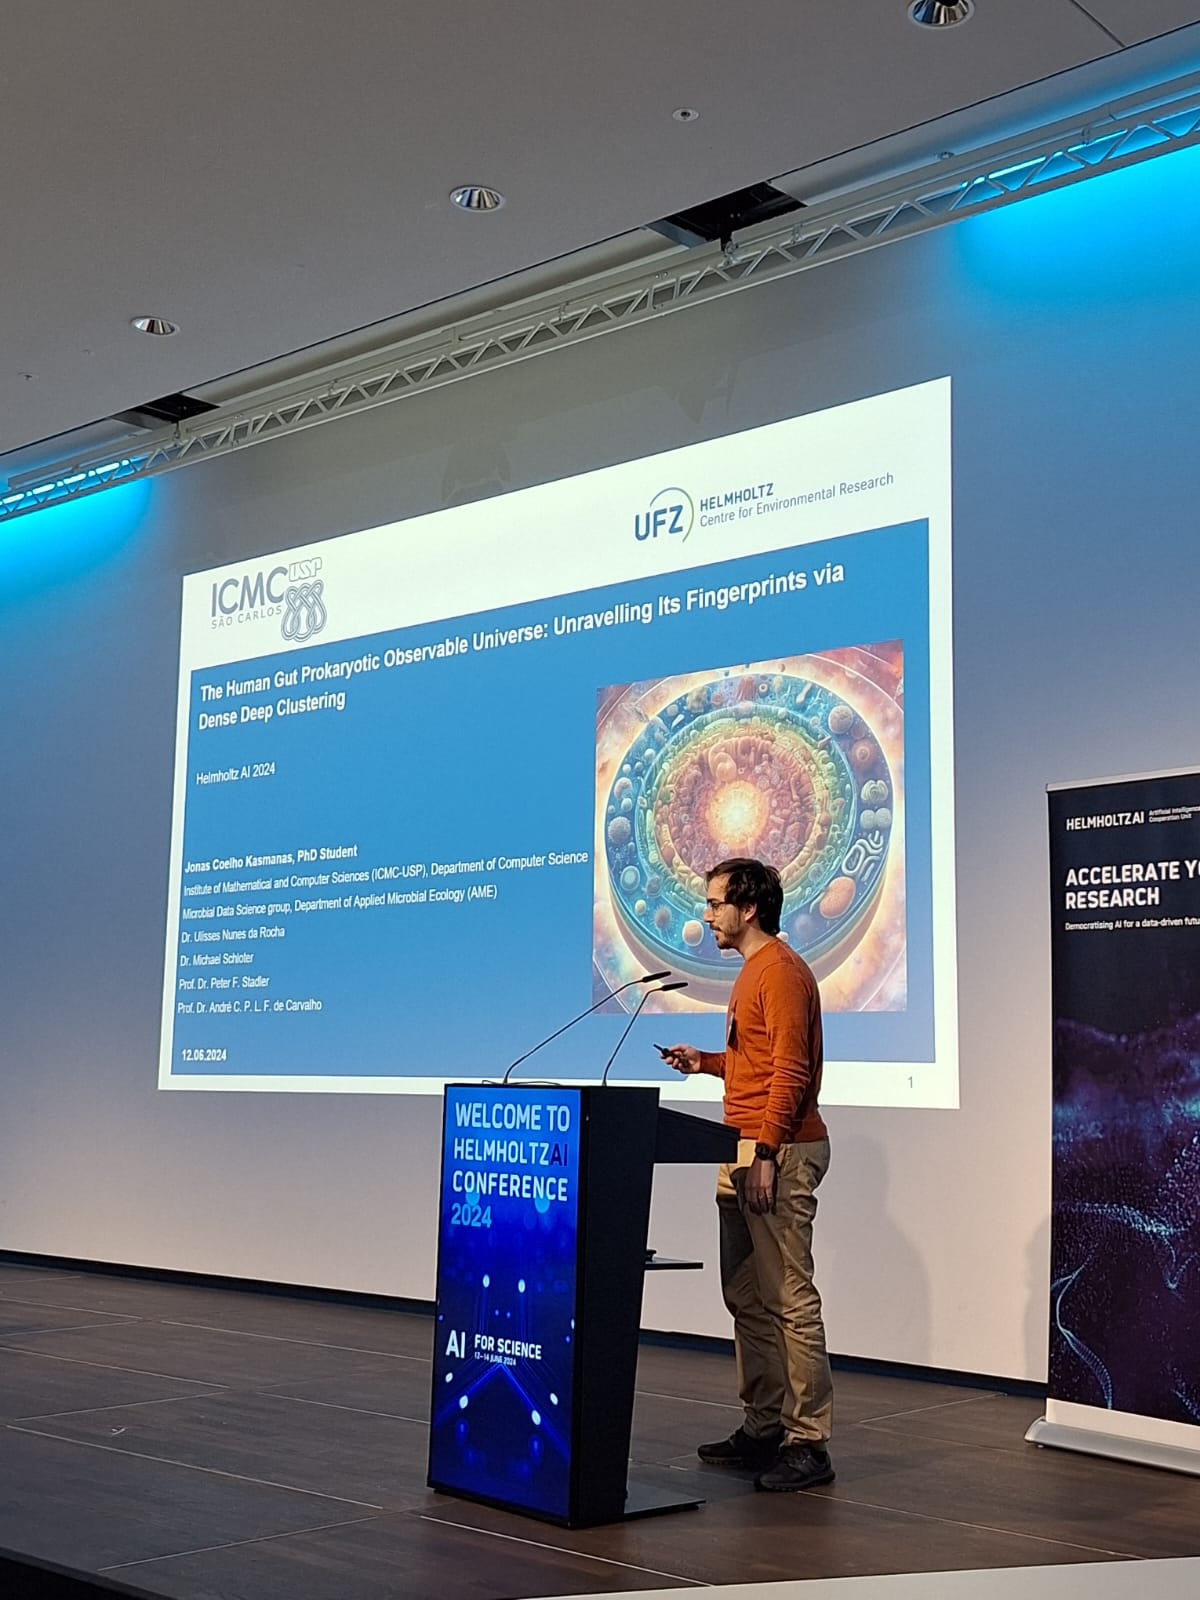 ICMC USP
SÃO CARLOS
UFZ HELMHOLTZ
Centre for Environmental Research
The Human Gut Prokaryotic Observable Universe: Unravelling Its Fingerprints via
Dense Deep Clustering
Helmholtz AI 2024
Jonas Coelho Kasmanas, PhD Student
Institute of Mathematical and Computer Sciences (ICMC-USP), Department of Computer Science
Microbial Data Science group, Department of Applied Microbial Ecology (AME)
Dr. Ulisses Nunes da Rocha
Dr. Michael Schloter
Prof. Dr. Peter F. Stadler
Prof. Dr. André C. P. L. F. de Carvalho
12.06.2024
1
WELCOME TO
HELMHOLTZAI
CONFERENCE
2024
AI FOR SCIENCE
12–14 JUNE 2024
HELMHOLTZAI Artificial Intelligence
Cooperation Unit
ACCELERATE Y
RESEARCH
Democratising AI for a data-driven futu